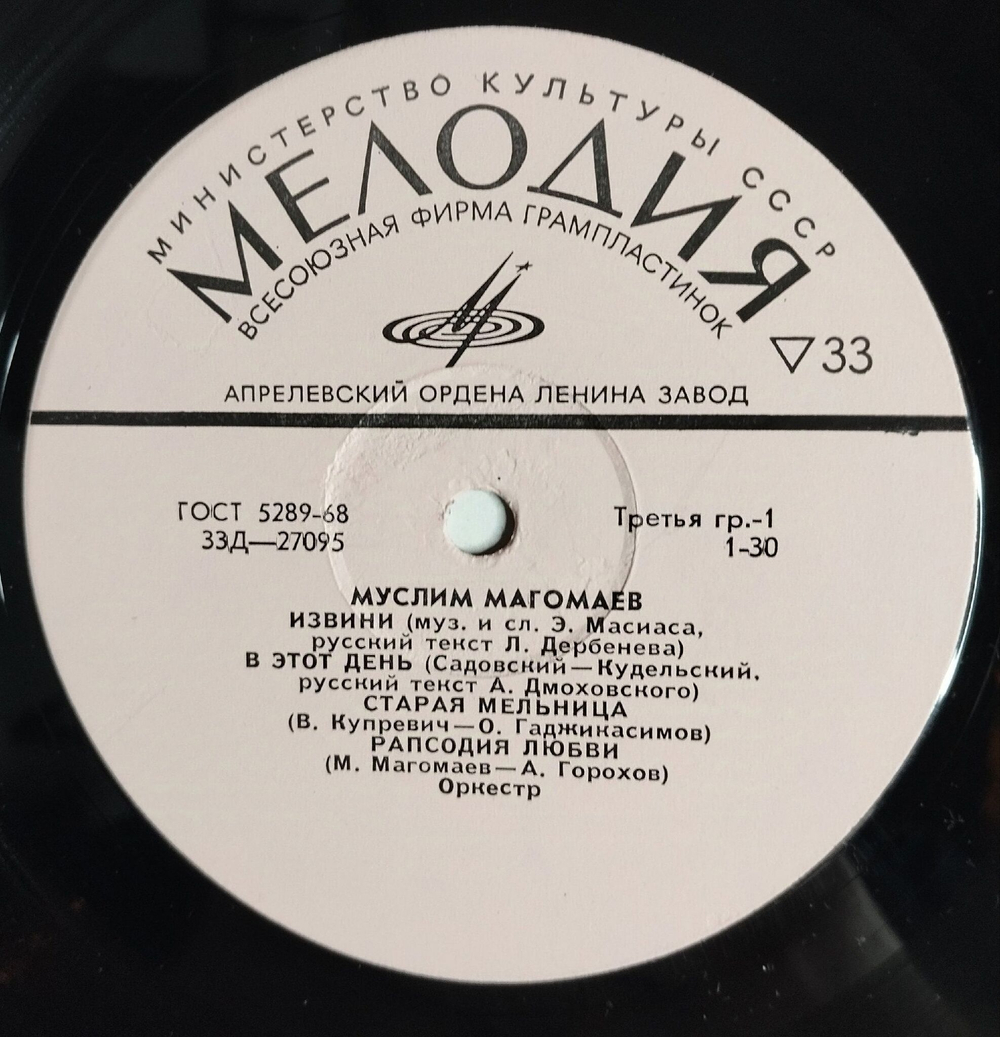 МИНИСТЕРСТВО КУЛЬТУРЫ СССР
МЕЛОДИЯ
ВСЕСОЮЗНАЯ ФИРМА ГРАМПЛАСТИНОК
▽33
АПРЕЛЕВСКИЙ ОРДЕНА ЛЕНИНА ЗАВОД
ГОСТ 5289-68
33Д—27095
Третья гр.-1
1-30
МУСЛИМ МАГОМАЕВ
ИЗВИНИ (муз. и сл. Э. Масиаса,
русский текст Л. Дербенева)
В ЭТОТ ДЕНЬ (Садовский—Кудельский,
русский текст А. Дмоховского)
СТАРАЯ МЕЛЬНИЦА
(В. Купревич—О. Гаджикасимов)
РАПСОДИЯ ЛЮБВИ
(М. Магомаев—А. Горохов)
Оркестр